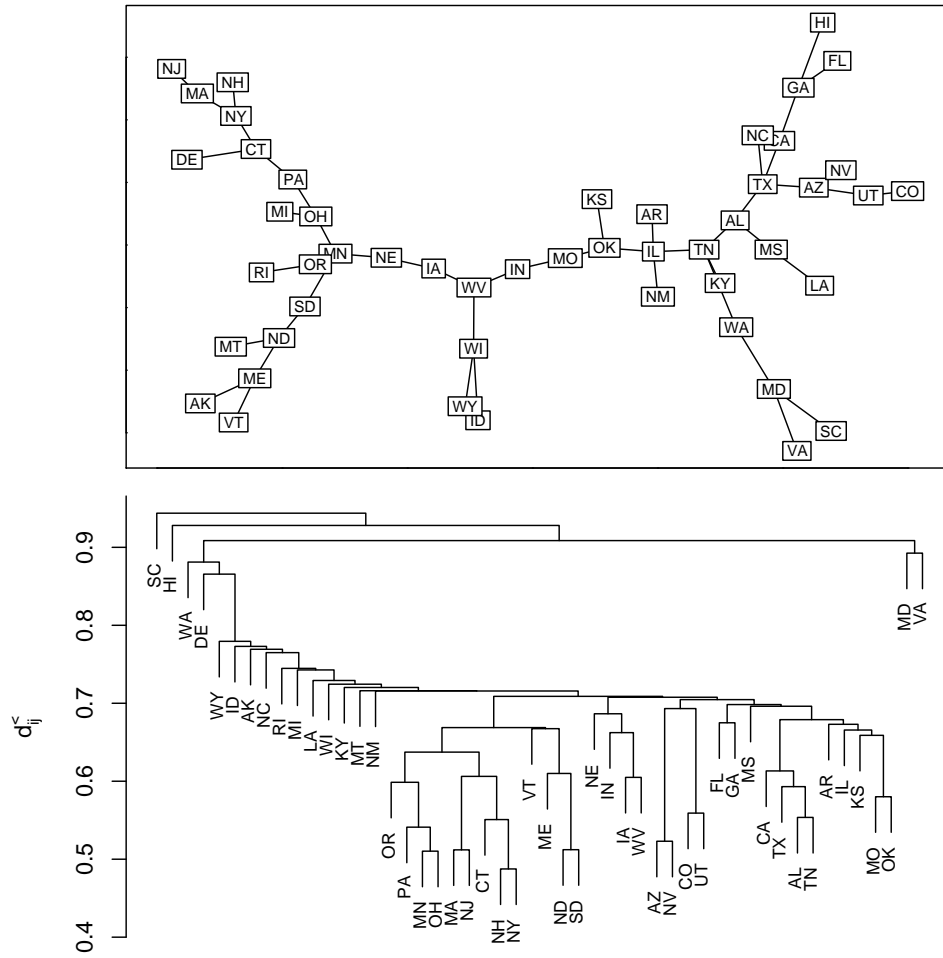 HI
FL
NJ
NH
GA
MA
NY
NC
CA
CT
DE
NV
PA
TX
AZ
UT
CO
KS
MI
OH
AR
AL
MN
NE
OK
IL
TN
MS
RI
OR
IA
IN
MO
WV
KY
LA
NM
SD
WA
ND
MT
WI
ME
MD
AK
WY
VT
ID
SC
VA
0.9
0.8
0.7
0.6
0.5
0.4
d<ij
SC
HI
WA
DE
WY
ID
AK
NC
RI
MI
LA
WI
KY
MT
NM
OR
PA
MN
OH
MA
NJ
CT
NH
NY
VT
ME
ND
SD
NE
IN
IA
WV
AZ
NV
CO
UT
FL
GA
MS
CA
TX
AL
TN
AR
IL
KS
MO
OK
MD
VA